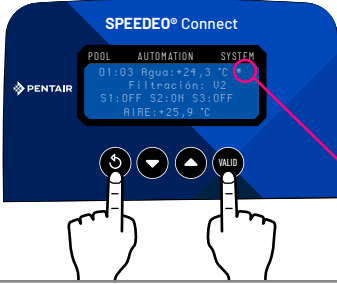 SPEEDEO® Connect
POOL AUTOMATION SYSTEM
01:03 Agua:+24,3 °C *
Filtración: V2
S1:OFF S2:ON S3:OFF
AIRE:+25,9 °C
PENTAIR
VALID